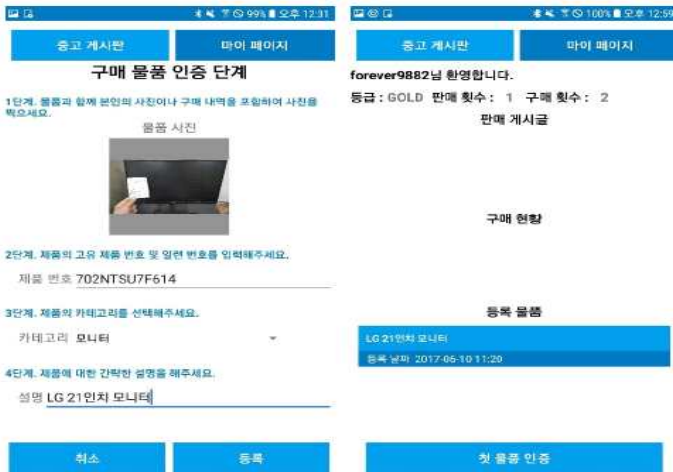 99% 오후 12:31
중고 게시판
마이 페이지
구매 물품 인증 단계
1단계. 물품과 함께 본인의 사진이나 구매 내역을 포함하여 사진을
찍으세요.
물품 사진
2단계. 제품의 고유 제품 번호 및 일련 번호를 입력해주세요.
제품 번호 702NTSU7F614
3단계. 제품의 카테고리를 선택해주세요.
카테고리 모니터
4단계. 제품에 대한 간략한 설명을 해주세요.
설명 LG 21인치 모니터
취소
등록
100% 오후 12:59
중고 게시판
마이 페이지
forever9882님 환영합니다.
등급 : GOLD 판매 횟수 : 1 구매 횟수 : 2
판매 게시글
구매 현황
등록 물품
LG 21인치 모니터
등록 날짜 2017-06-10 11:20
첫 물품 인증